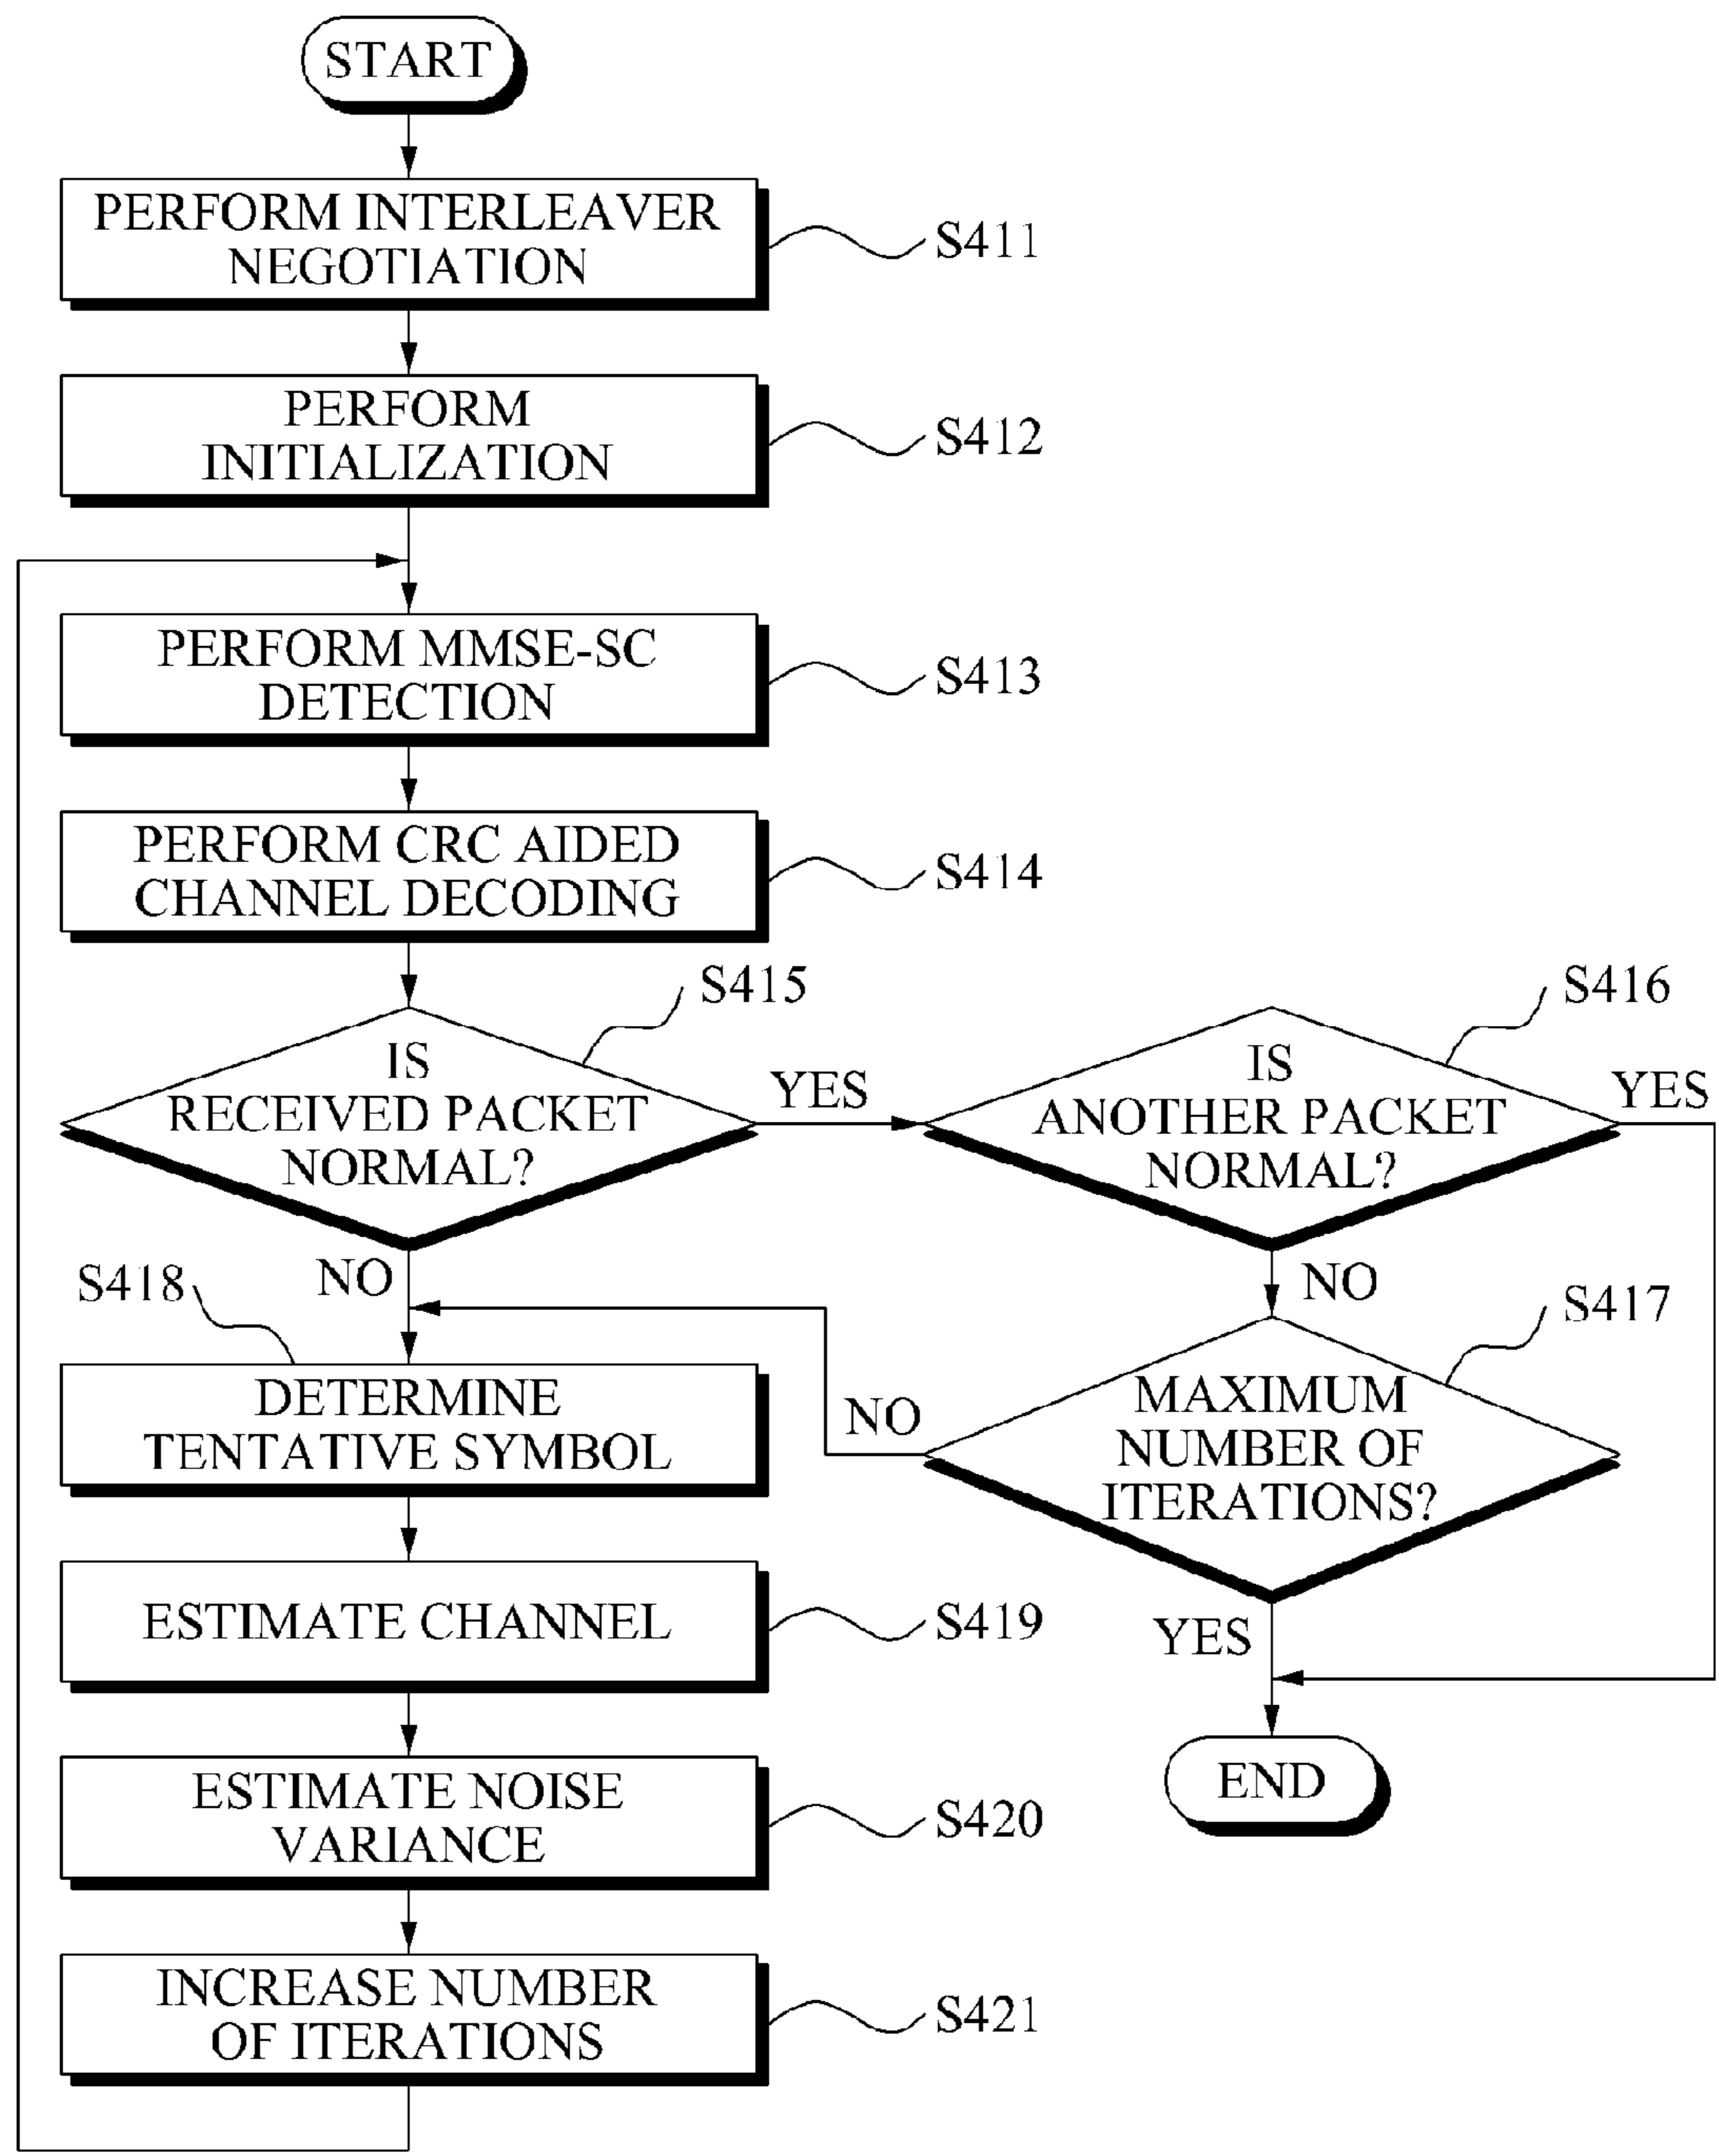 START
PERFORM INTERLEAVER
NEGOTIATION
S411
PERFORM
INITIALIZATION
S412
PERFORM MMSE-SC
DETECTION
S413
PERFORM CRC AIDED
CHANNEL DECODING
S414
S415
IS
RECEIVED PACKET
NORMAL?
YES
NO
S416
IS
ANOTHER PACKET
NORMAL?
YES
NO
S417
MAXIMUM
NUMBER OF
ITERATIONS?
NO
YES
S418
DETERMINE
TENTATIVE SYMBOL
ESTIMATE CHANNEL
S419
ESTIMATE NOISE
VARIANCE
S420
INCREASE NUMBER
OF ITERATIONS
S421
END